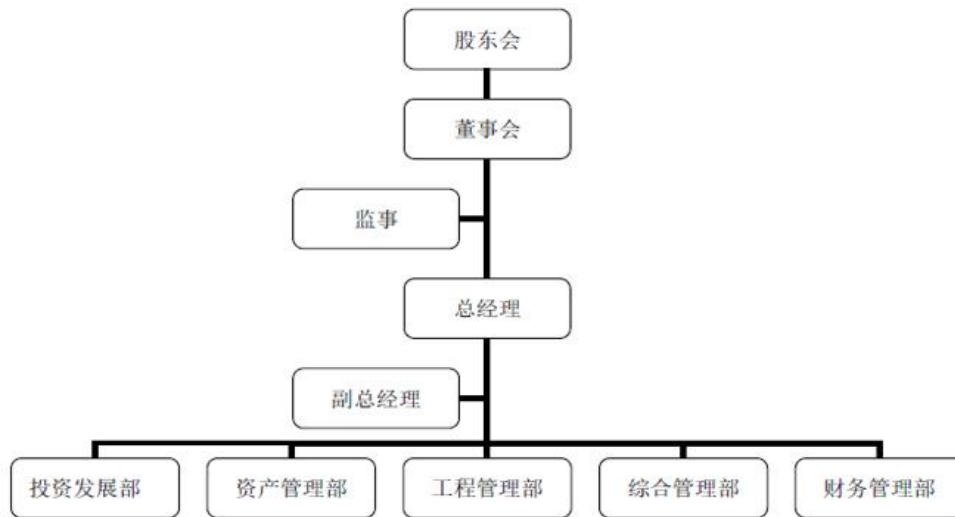 股东会
董事会
监事
总经理
副总经理
投资发展部
资产管理部
工程管理部
综合管理部
财务管理部